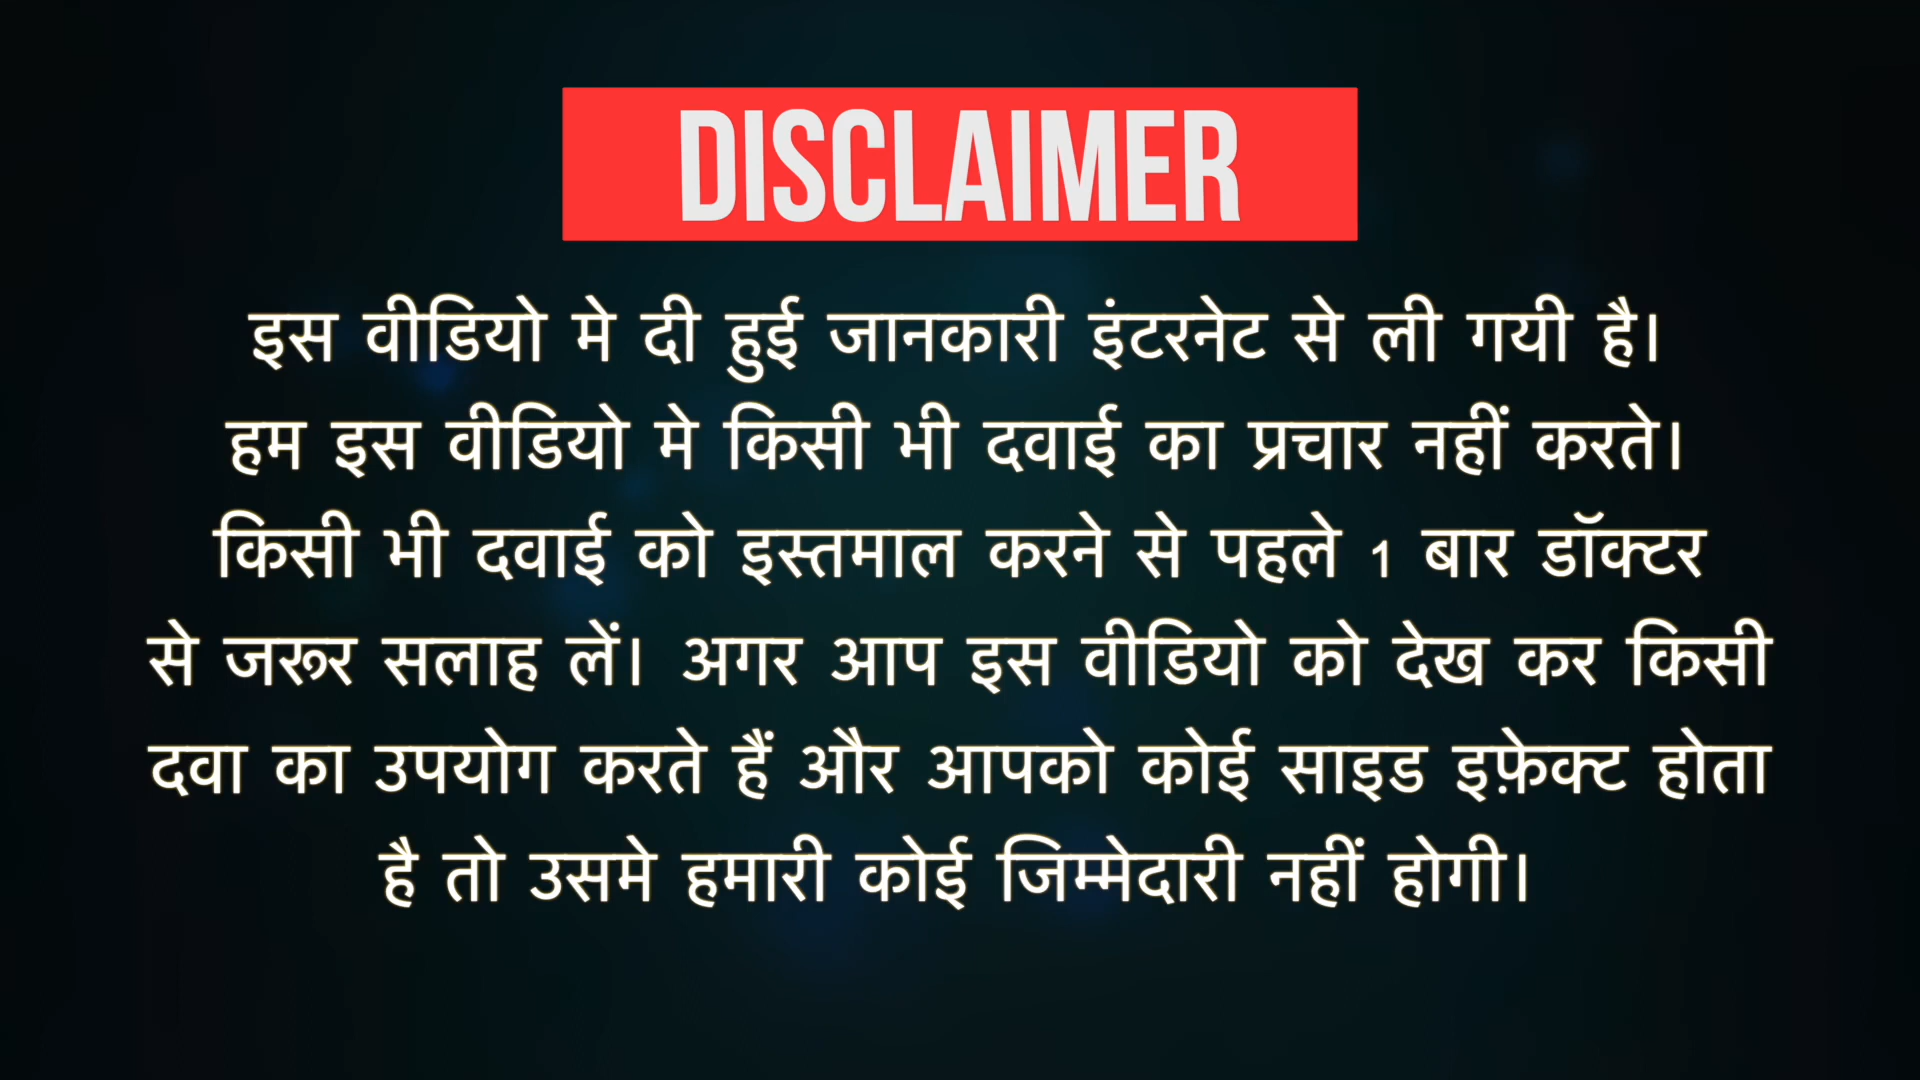 DISCLAIMER
इस वीडियो मे दी हुई जानकारी इंटरनेट से ली गयी है।
हम इस वीडियो मे किसी भी दवाई का प्रचार नहीं करते।
किसी भी दवाई को इस्तमाल करने से पहले 1 बार डॉक्टर
से जरूर सलाह लें। अगर आप इस वीडियो को देख कर किसी
दवा का उपयोग करते हैं और आपको कोई साइड इफ़ेक्ट होता
है तो उसमे हमारी कोई जिम्मेदारी नहीं होगी।